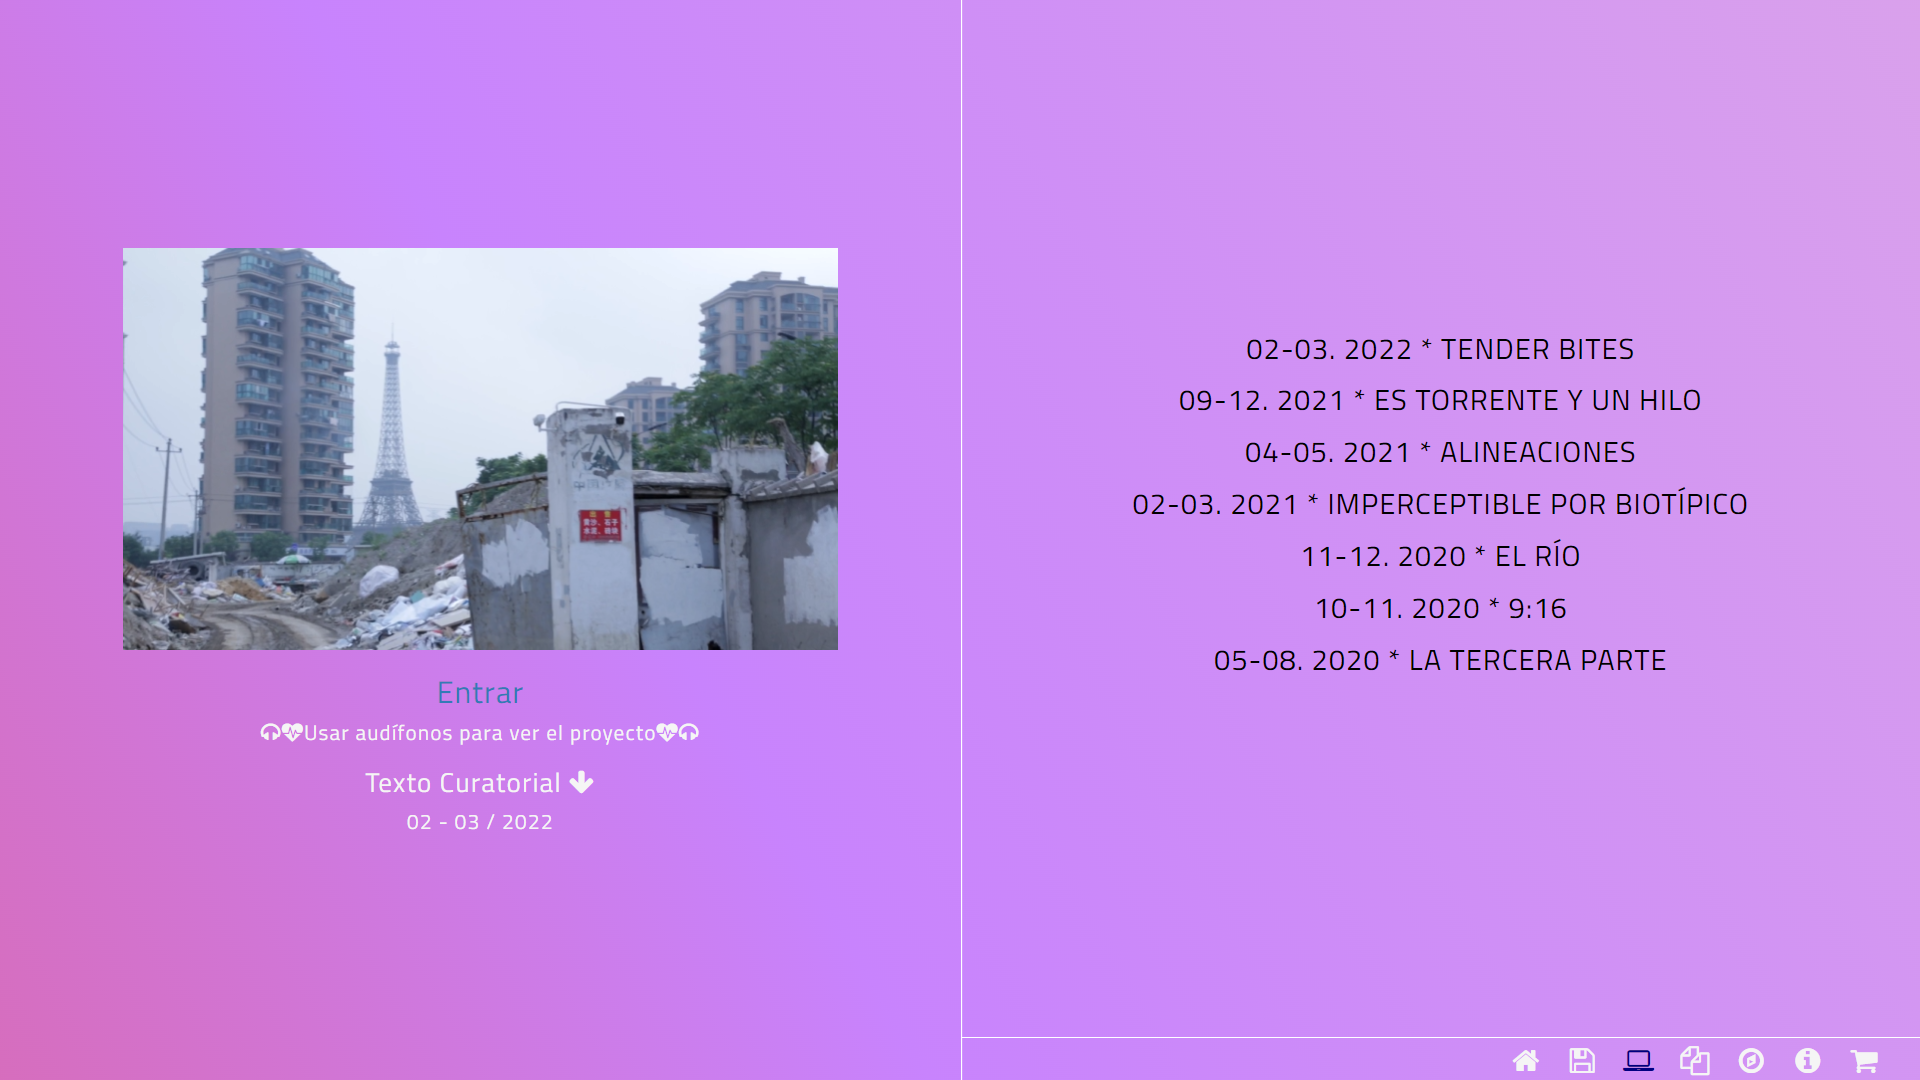 Entrar
Usar audífonos para ver el proyecto
Texto Curatorial
02 - 03 / 2022
02-03. 2022 * TENDER BITES
09-12. 2021 * ES TORRENTE Y UN HILO
04-05. 2021 * ALINEACIONES
02-03. 2021 * IMPERCEPTIBLE POR BIOTÍPICO
11-12. 2020 * EL RÍO
10-11. 2020 * 9:16
05-08. 2020 * LA TERCERA PARTE